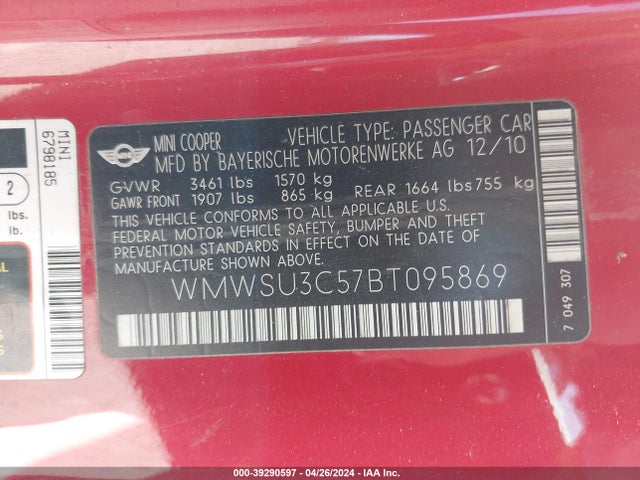 MINI COOPER VEHICLE TYPE: PASSENGER CAR
MFD BY BAYERISCHE MOTORENWERKE AG 12/10
GVWR 3461 lbs 1570 kg
GAWR FRONT 1907 lbs 865 kg REAR 1664 lbs 755 kg
THIS VEHICLE CONFORMS TO ALL APPLICABLE U.S.
FEDERAL MOTOR VEHICLE SAFETY, BUMPER AND THEFT
PREVENTION STANDARDS IN EFFECT ON THE DATE OF
MANUFACTURE SHOWN ABOVE.
WMWSU3C57BT095869
7 049 307
MINI
6798185
2
lbs.
lb.
AL
S
000-39290597 - 04/26/2024 - IAA Inc.